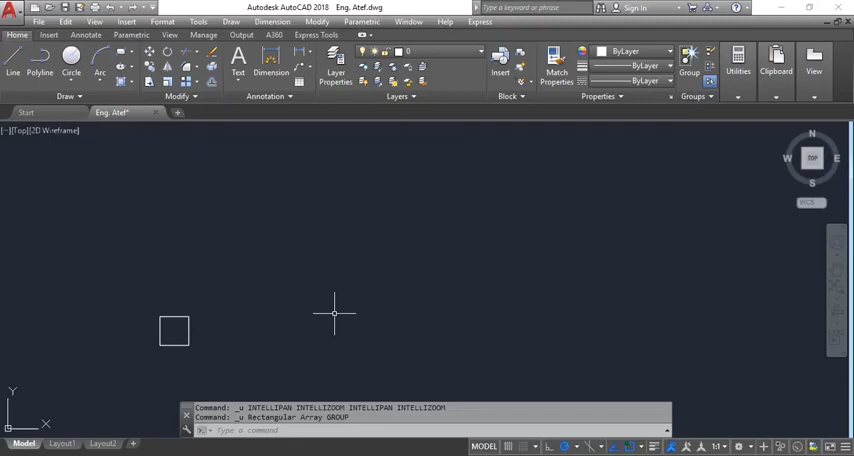 Autodesk AutoCAD 2018 Eng. Atef.dwg
Type a keyword or phrase
Sign In
File Edit View Insert Format Tools Draw Dimension Modify Parametric Window Help Express
Home Insert Annotate Parametric View Manage Output A360 Express Tools
Line Polyline Circle Arc
Text Dimension
Layer Properties
0
Insert
Match Properties
ByLayer
ByLayer
ByLayer
Group
Utilities
Clipboard
View
Draw Modify Annotation Layers Block Properties Groups
Start Eng. Atef*
[−][Top][2D Wireframe]
N
W TOP E
S
WCS
Y
X
Command: _u INTELLIPAN INTELLIZOOM INTELLIPAN INTELLIZOOM
Command: _u Rectangular Array GROUP
Type a command
Model Layout1 Layout2 +
MODEL 1:1